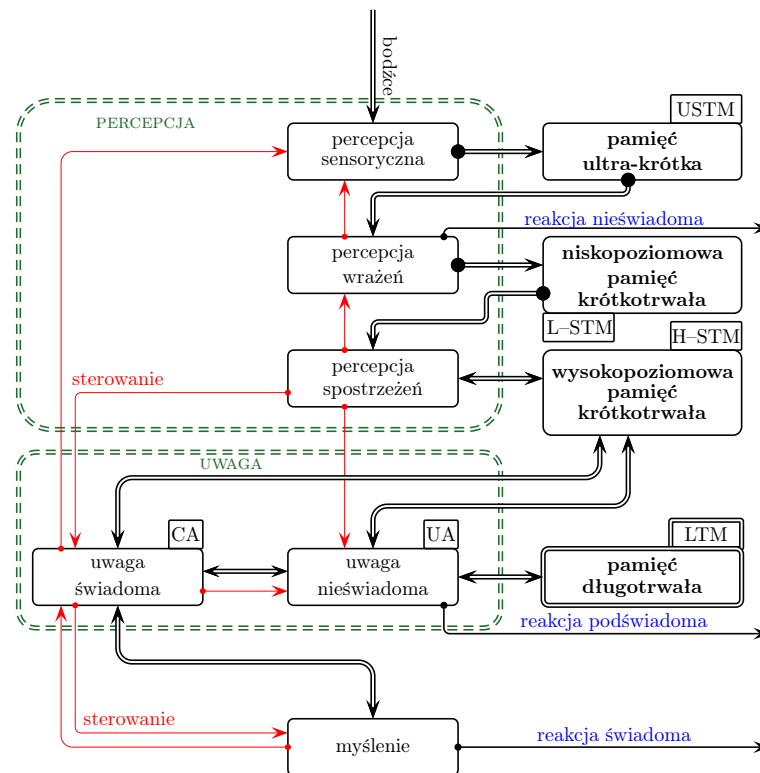 bodźce
USTM
PERCEPCJA
percepcja
sensoryczna
pamięć
ultra-krótka
reakcja nieświadoma
percepcja
wrażeń
niskopoziomowa
pamięć
krótkotrwała
L–STM
H–STM
percepcja
spostrzeżeń
wysokopoziomowa
pamięć
krótkotrwała
sterowanie
UWAGA
CA
UA
LTM
uwaga
świadoma
uwaga
nieświadoma
pamięć
długotrwała
reakcja podświadoma
sterowanie
myślenie
reakcja świadoma